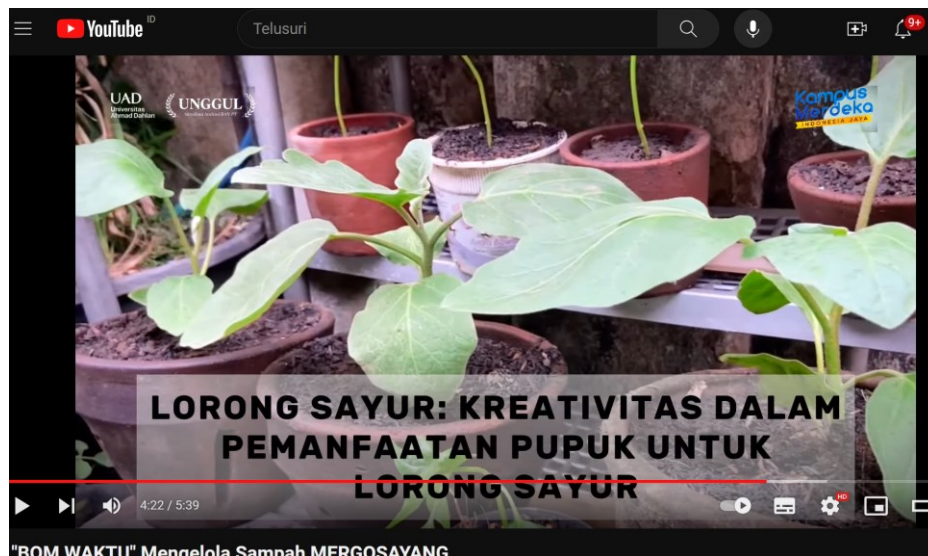 YouTube ID
Telusuri
9+
UAD
Universitas
Ahmad Dahlan
UNGGUL
Kampus
Merdeka
INDONESIA JAYA
LORONG SAYUR: KREATIVITAS DALAM
PEMANFAATAN PUPUK UNTUK
LORONG SAYUR
4:22 / 5:39
HD
"BOM WAKTU" Mengelola Sampah MERGOSAYANG